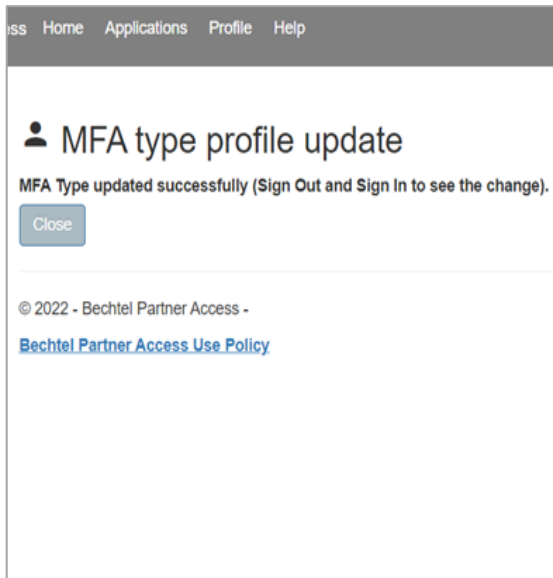 ess Home Applications Profile Help
MFA type profile update
MFA Type updated successfully (Sign Out and Sign In to see the change).
Close
© 2022 - Bechtel Partner Access -
Bechtel Partner Access Use Policy